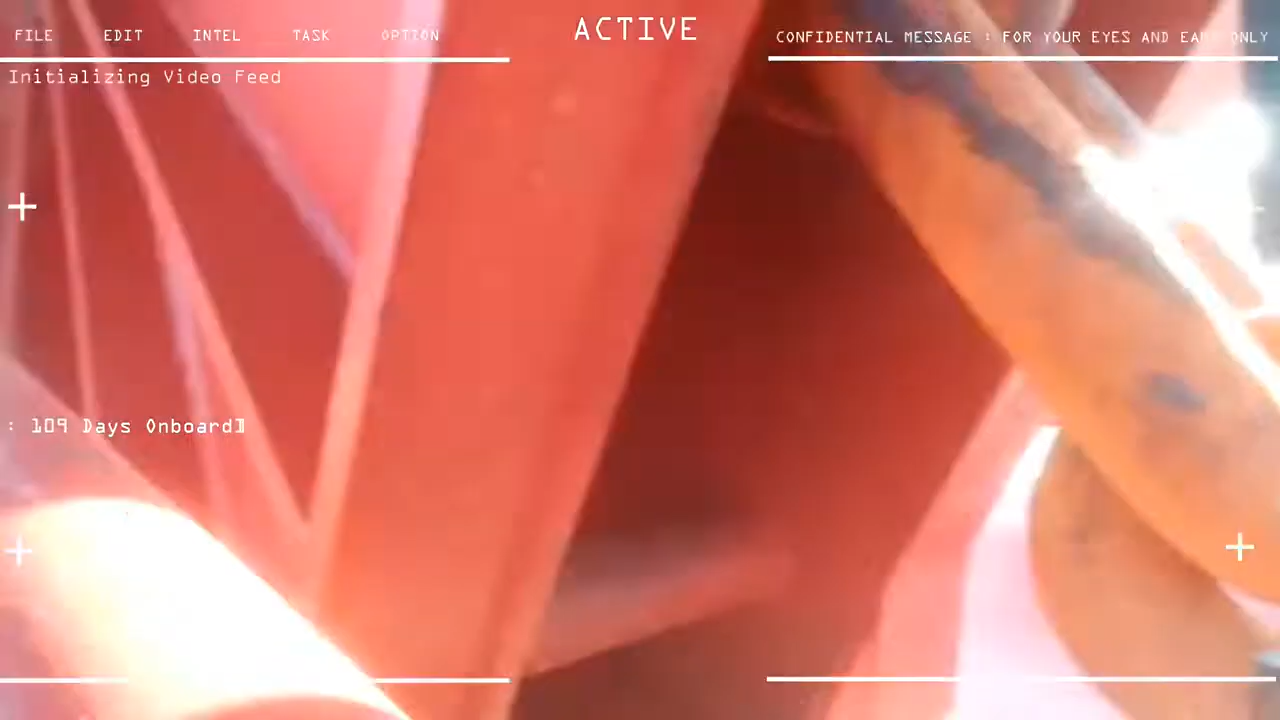 FILE EDIT INTEL TASK OPTION
ACTIVE
CONFIDENTIAL MESSAGE : FOR YOUR EYES AND EARS ONLY
Initializing Video Feed
: 109 Days Onboard]